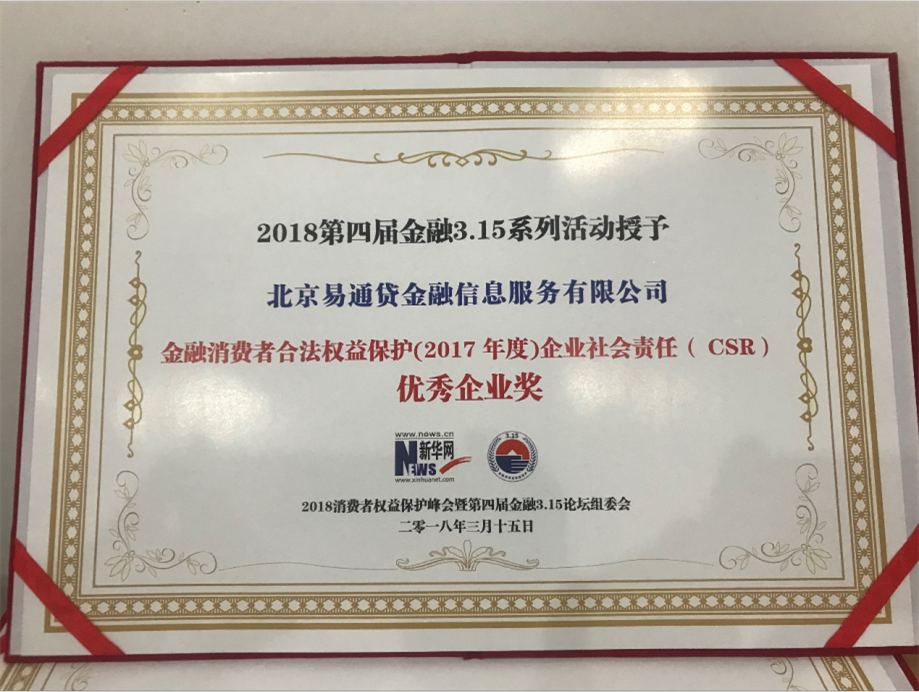 2018第四届金融3.15系列活动授予
北京易通贷金融信息服务有限公司
金融消费者合法权益保护(2017 年度)企业社会责任（ CSR）
优秀企业奖
www.news.cn
NEWS 新华网
www.xinhuanet.com
3.15
2018消费者权益保护峰会暨第四届金融3.15论坛组委会
二零一八年三月十五日